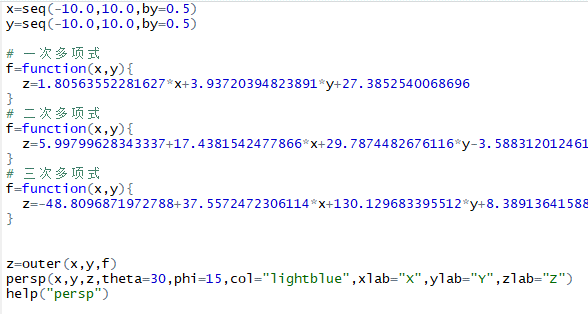 x=seq(-10.0,10.0,by=0.5)
y=seq(-10.0,10.0,by=0.5)
# 一次多项式
f=function(x,y){
z=1.80563552281627*x+3.93720394823891*y+27.3852540068696
}
# 二次多项式
f=function(x,y){
z=5.99799628343337+17.4381542477866*x+29.7874482676116*y-3.588312012461
}
# 三次多项式
f=function(x,y){
z=-48.8096871972788+37.5572472306114*x+130.129683395512*y+8.38913641588
}
z=outer(x,y,f)
persp(x,y,z,theta=30,phi=15,col="lightblue",xlab="X",ylab="Y",zlab="Z")
help("persp")